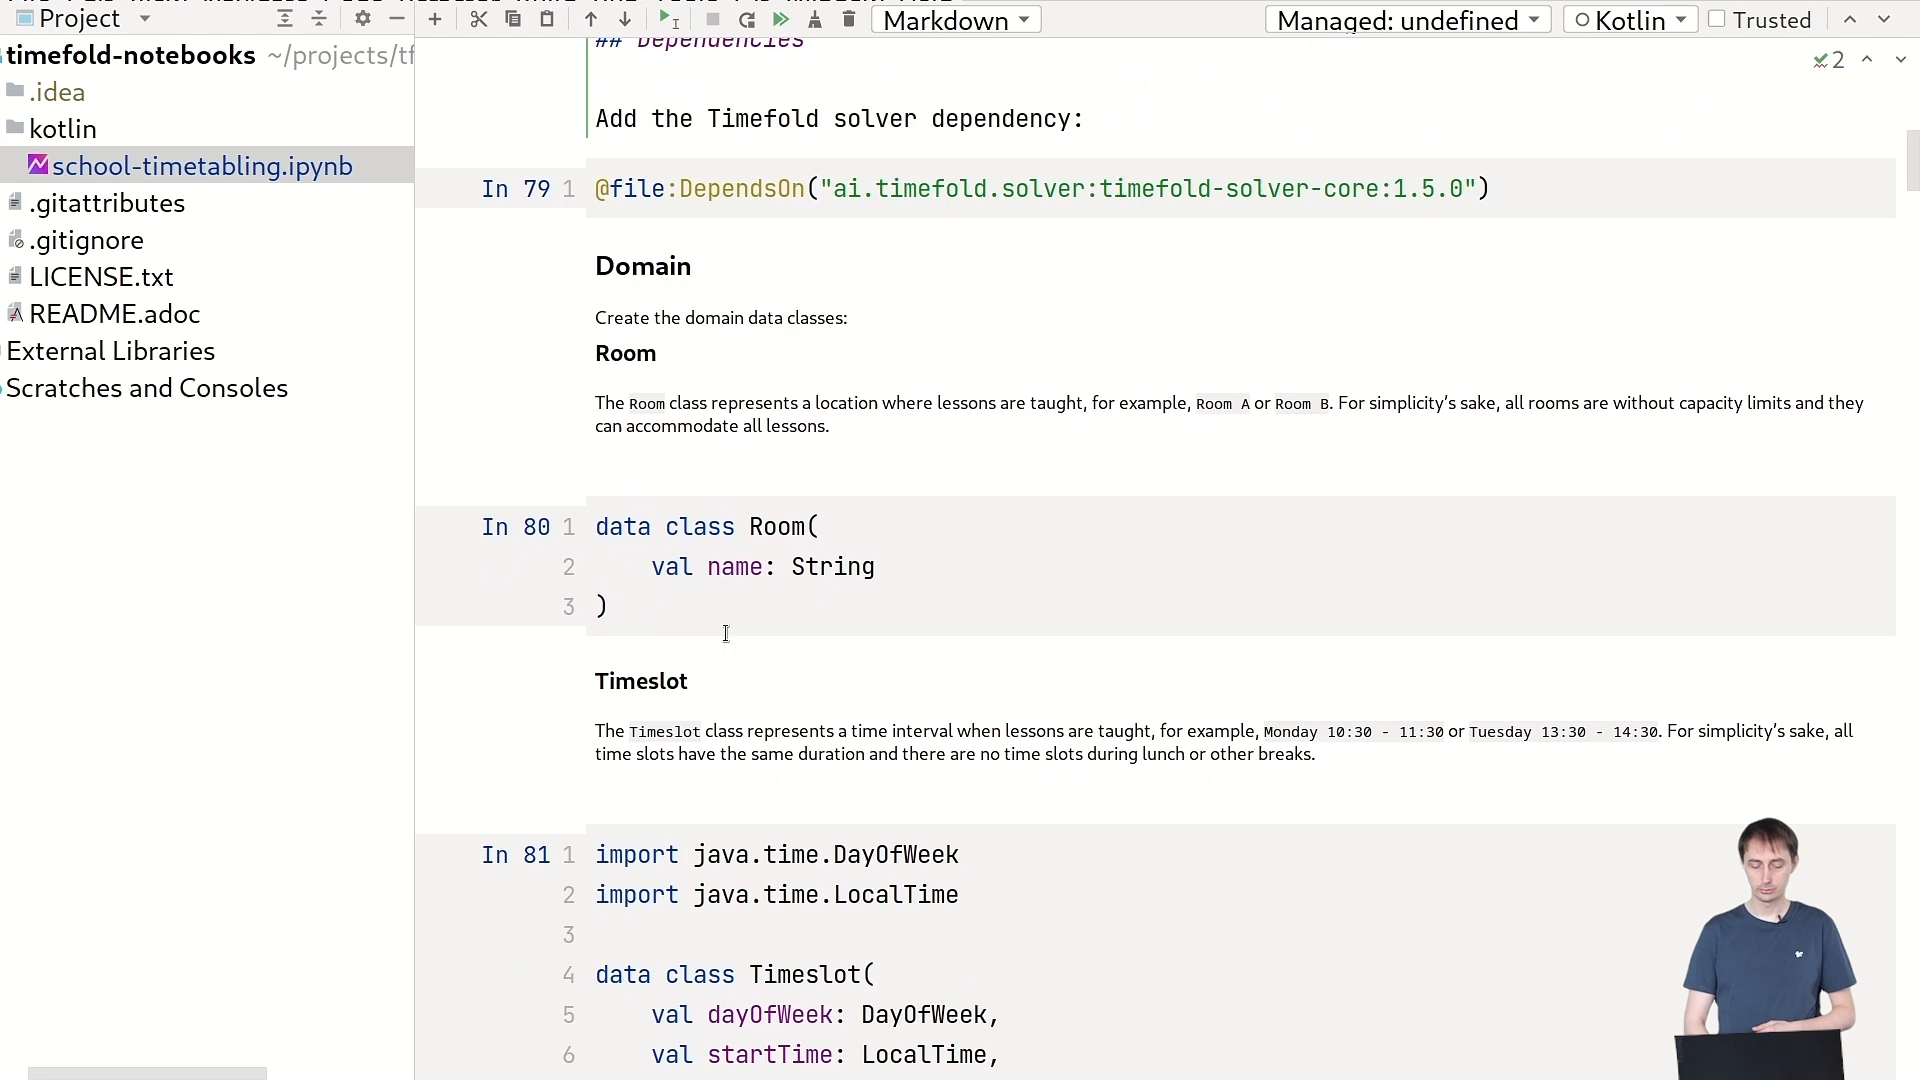 Project
Markdown
Managed: undefined
Kotlin
Trusted
timefold-notebooks ~/projects/tf
.idea
kotlin
school-timetabling.ipynb
.gitattributes
.gitignore
LICENSE.txt
README.adoc
External Libraries
Scratches and Consoles
## Dependencies
2
Add the Timefold solver dependency:
In 79 1 @file:DependsOn("ai.timefold.solver:timefold-solver-core:1.5.0")
Domain
Create the domain data classes:
Room
The Room class represents a location where lessons are taught, for example, Room A or Room B. For simplicity’s sake, all rooms are without capacity limits and they
can accommodate all lessons.
In 80 1 data class Room(
2 val name: String
3 )
Timeslot
The Timeslot class represents a time interval when lessons are taught, for example, Monday 10:30 - 11:30 or Tuesday 13:30 - 14:30. For simplicity’s sake, all
time slots have the same duration and there are no time slots during lunch or other breaks.
In 81 1 import java.time.DayOfWeek
2 import java.time.LocalTime
3
4 data class Timeslot(
5 val dayOfWeek: DayOfWeek,
6 val startTime: LocalTime,